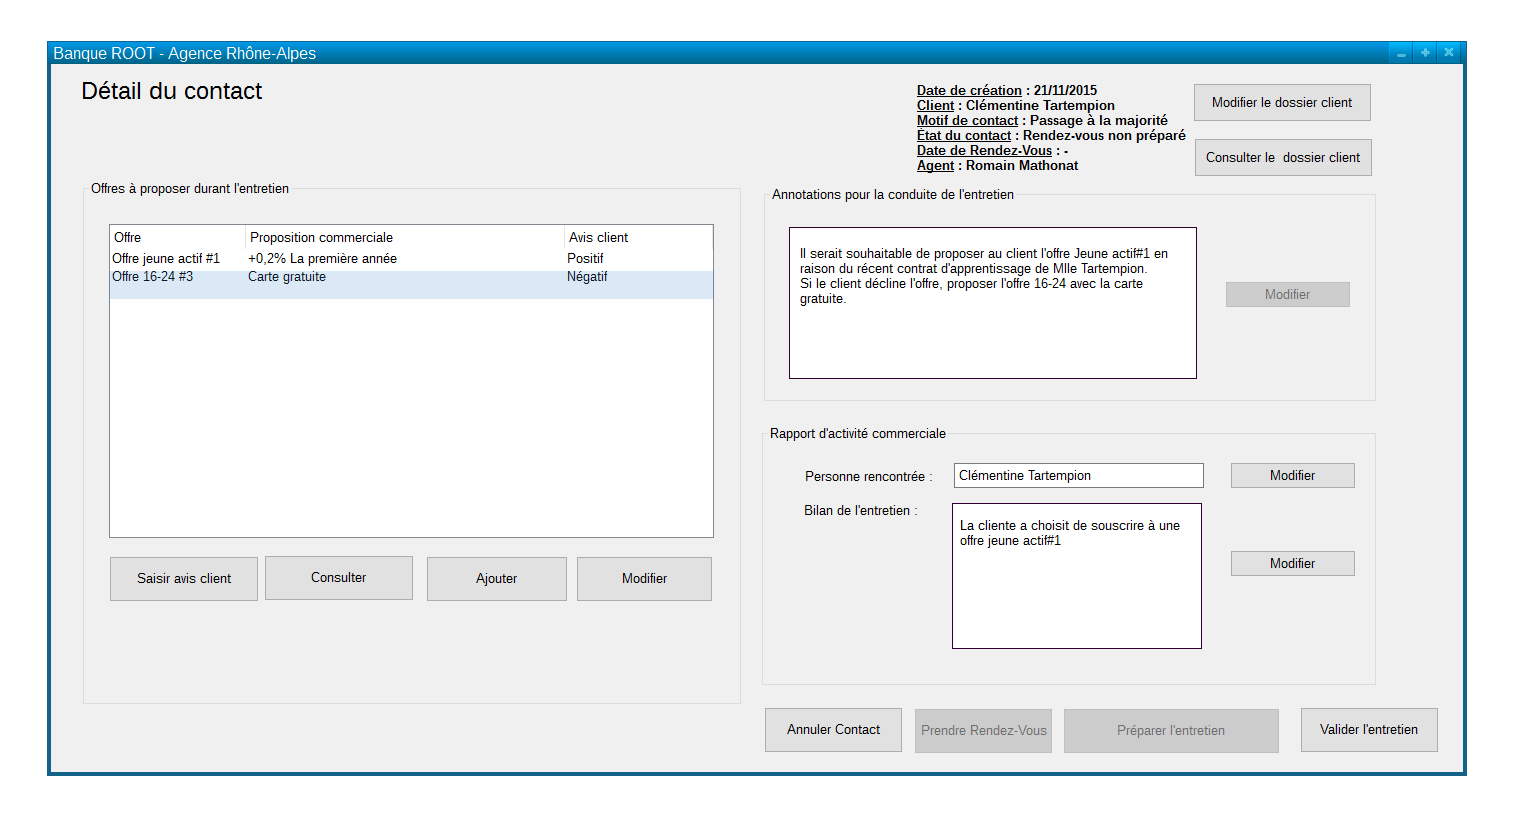 Banque ROOT - Agence Rhône-Alpes
Détail du contact
Date de création : 21/11/2015
Client : Clémentine Tartempion
Motif de contact : Passage à la majorité
État du contact : Rendez-vous non préparé
Date de Rendez-Vous : -
Agent : Romain Mathonat
Modifier le dossier client
Consulter le dossier client
Offres à proposer durant l'entretien
Offre Proposition commerciale Avis client
Offre jeune actif #1 +0,2% La première année Positif
Offre 16-24 #3 Carte gratuite Négatif
Saisir avis client Consulter Ajouter Modifier
Annotations pour la conduite de l'entretien
Il serait souhaitable de proposer au client l'offre Jeune actif#1 en
raison du récent contrat d'apprentissage de Mlle Tartempion.
Si le client décline l'offre, proposer l'offre 16-24 avec la carte
gratuite.
Modifier
Rapport d'activité commerciale
Personne rencontrée : Clémentine Tartempion Modifier
Bilan de l'entretien :
La cliente a choisit de souscrire à une
offre jeune actif#1
Modifier
Annuler Contact Prendre Rendez-Vous Préparer l'entretien Valider l'entretien